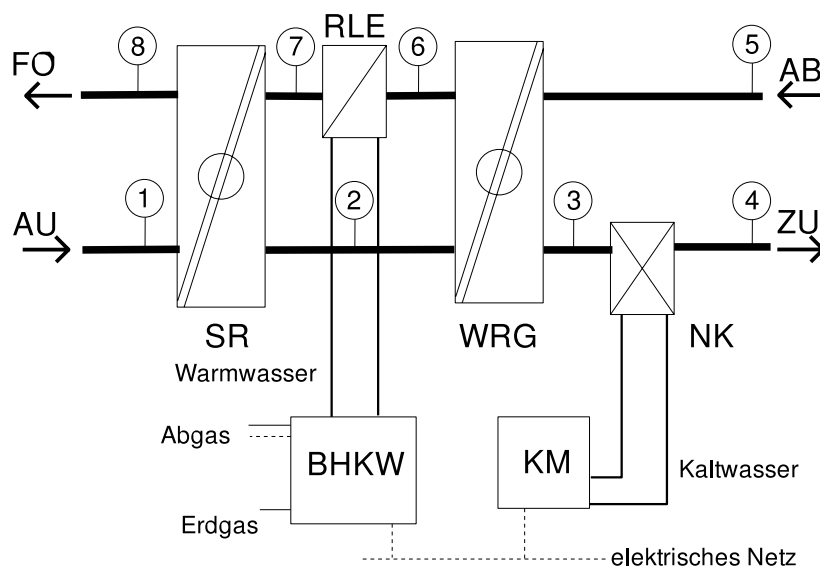 RLE
8
7
6
5
FO
AB
1
2
3
4
AU
ZU
SR
WRG
NK
Warmwasser
Abgas
BHKW
KM
Kaltwasser
Erdgas
elektrisches Netz